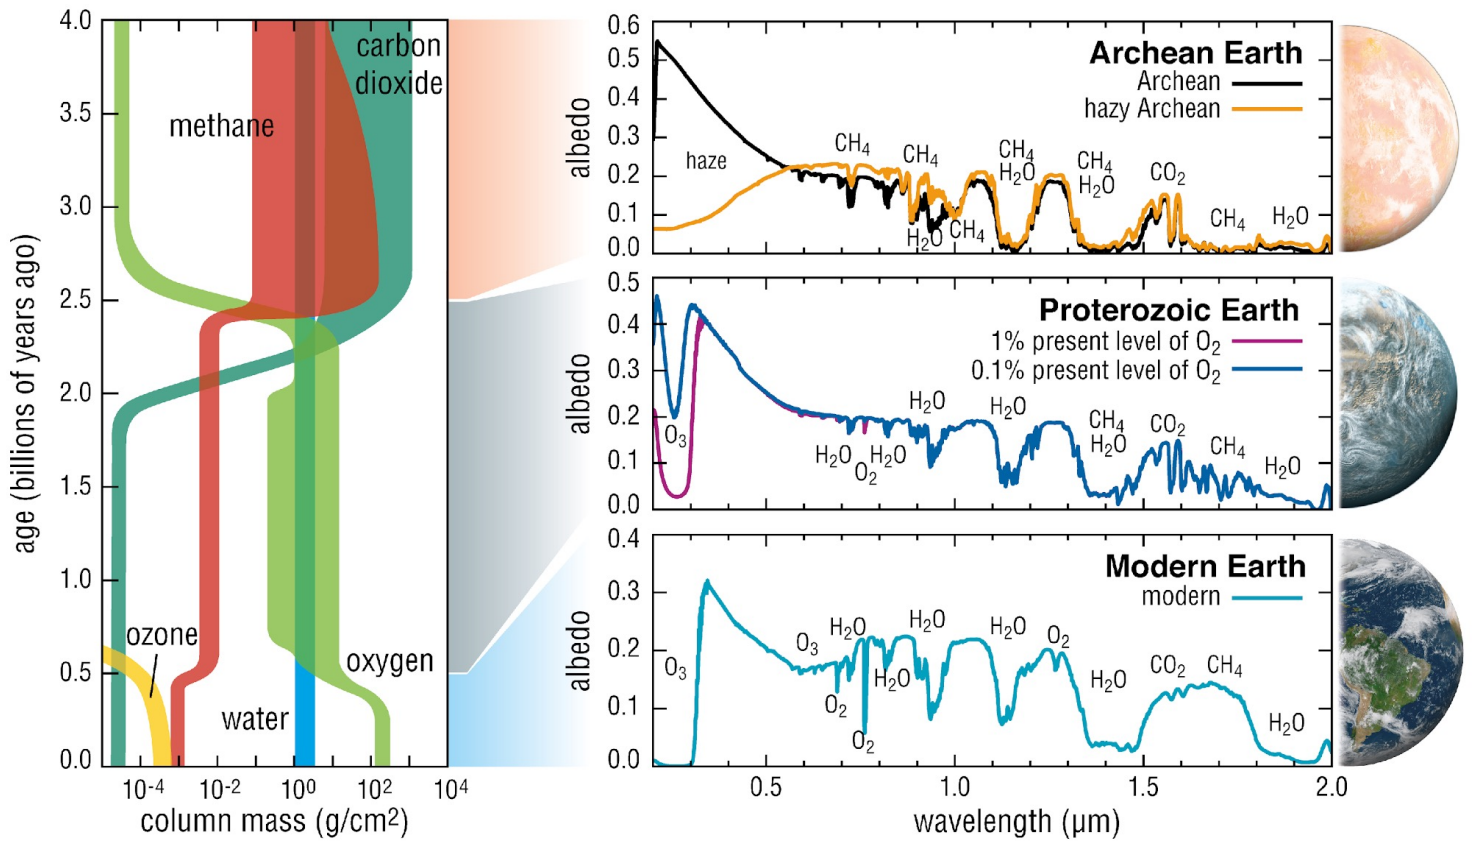 4.0
3.5
3.0
2.5
2.0
1.5
1.0
0.5
0.0
age (billions of years ago)
carbon
dioxide
methane
ozone
oxygen
water
10-4
10-2
100
102
104
column mass (g/cm2)
albedo
0.6
0.5
0.4
0.3
0.2
0.1
0.0
Archean Earth
Archean
hazy Archean
haze
CH4
CH4
H2O
CH4
CH4
H2O
CH4
H2O
CO2
CH4
H2O
albedo
0.5
0.4
0.3
0.2
0.1
0.0
Proterozoic Earth
1% present level of O2
0.1% present level of O2
O3
H2O
O2
H2O
H2O
H2O
CH4
H2O
CO2
CH4
H2O
albedo
0.4
0.3
0.2
0.1
0.0
Modern Earth
modern
O3
O3
H2O
O2
O2
H2O
H2O
H2O
O2
H2O
CO2
CH4
H2O
0.5
1.0
1.5
2.0
wavelength (µm)